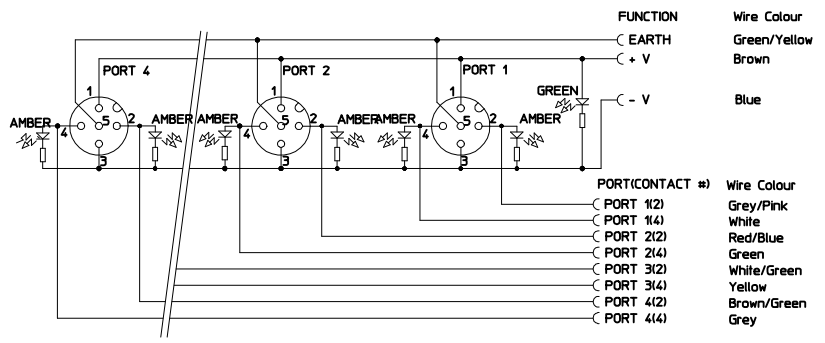 FUNCTION Wire Colour
EARTH Green/Yellow
+ V Brown
PORT 4 PORT 2 PORT 1
1 1 1
GREEN
- V Blue
AMBER 4 5 2 AMBER AMBER 4 5 2 AMBER AMBER 4 5 2 AMBER
3 3 3
PORT(CONTACT #) Wire Colour
PORT 1(2) Grey/Pink
PORT 1(4) White
PORT 2(2) Red/Blue
PORT 2(4) Green
PORT 3(2) White/Green
PORT 3(4) Yellow
PORT 4(2) Brown/Green
PORT 4(4) Grey